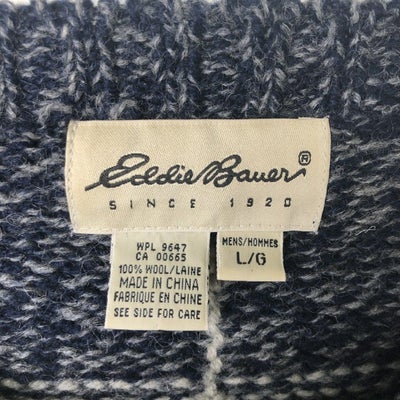 Eddie Bauer®
SINCE 1920
WPL 9647
CA 00665
100% WOOL/LAINE
MADE IN CHINA
FABRIQUE EN CHINE
SEE SIDE FOR CARE
MENS/HOMMES
L/G